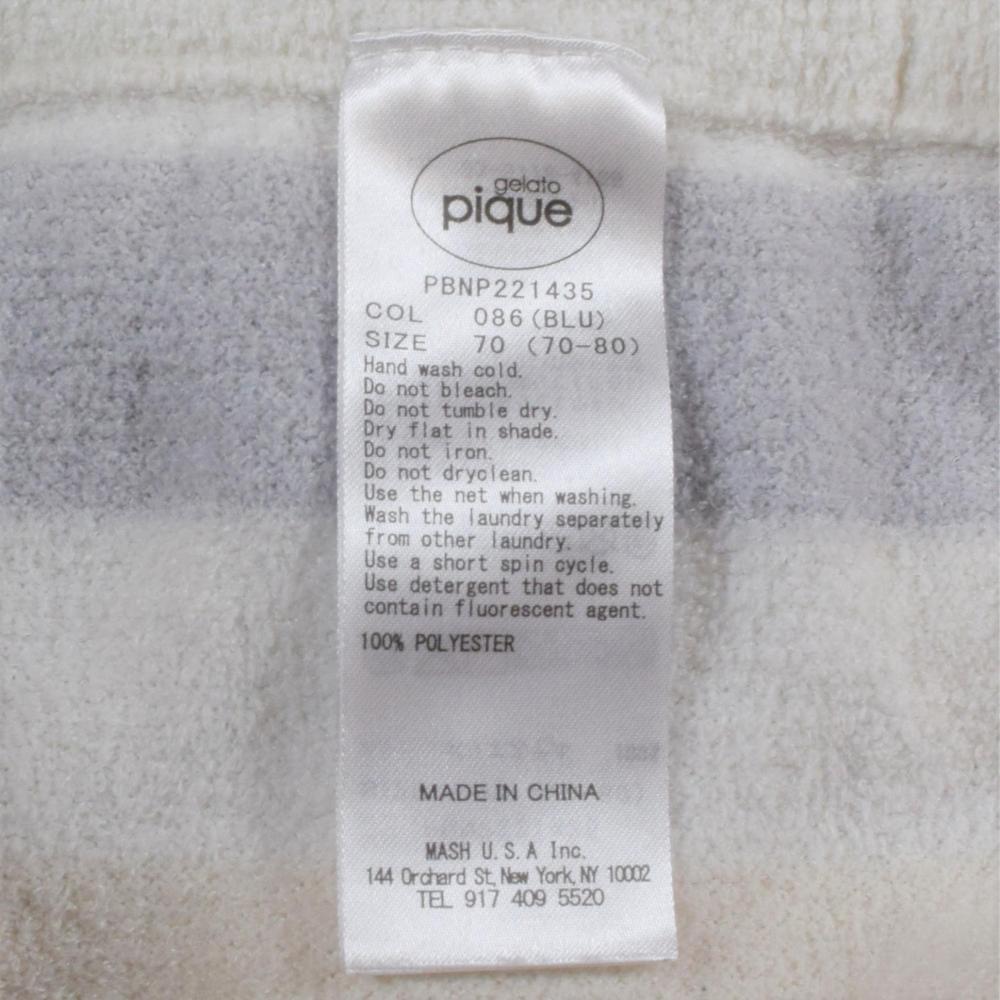 gelato
pique
PBNP221435
COL 086(BLU)
SIZE 70 (70-80)
Hand wash cold.
Do not bleach.
Do not tumble dry.
Dry flat in shade.
Do not iron.
Do not dryclean.
Use the net when washing.
Wash the laundry separately
from other laundry.
Use a short spin cycle.
Use detergent that does not
contain fluorescent agent.
100% POLYESTER
MADE IN CHINA
MASH U.S.A Inc.
144 Orchard St, New York, NY 10002
TEL 917 409 5520